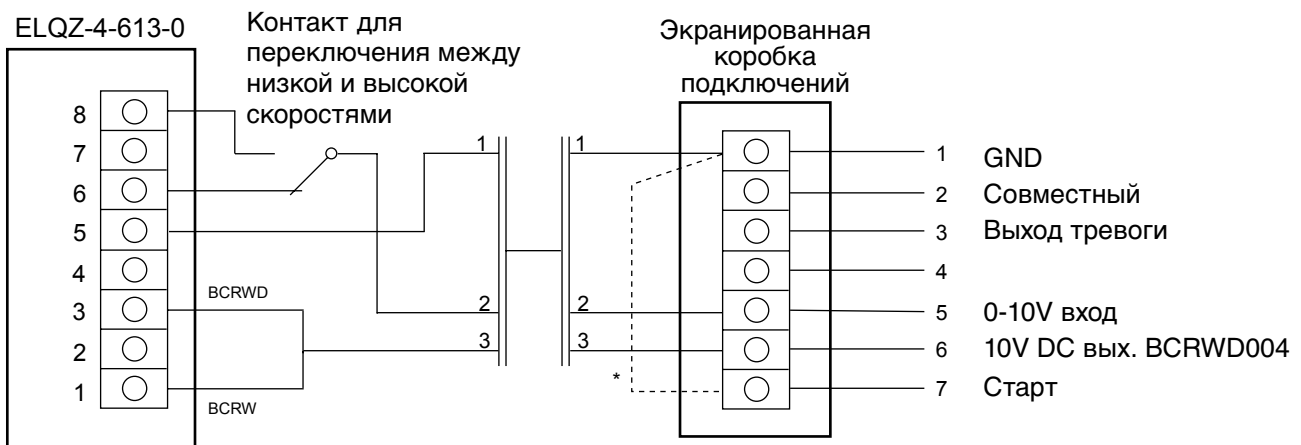 ELQZ-4-613-0
Контакт для
переключения между
низкой и высокой
скоростями
Экранированная
коробка
подключений
8
7
6
5
4
3
2
1
BCRWD
BCRW
1
2
3
1
2
3
*
1 GND
2 Совместный
3 Выход тревоги
4
5 0-10V вход
6 10V DC вых. BCRWD004
7 Старт